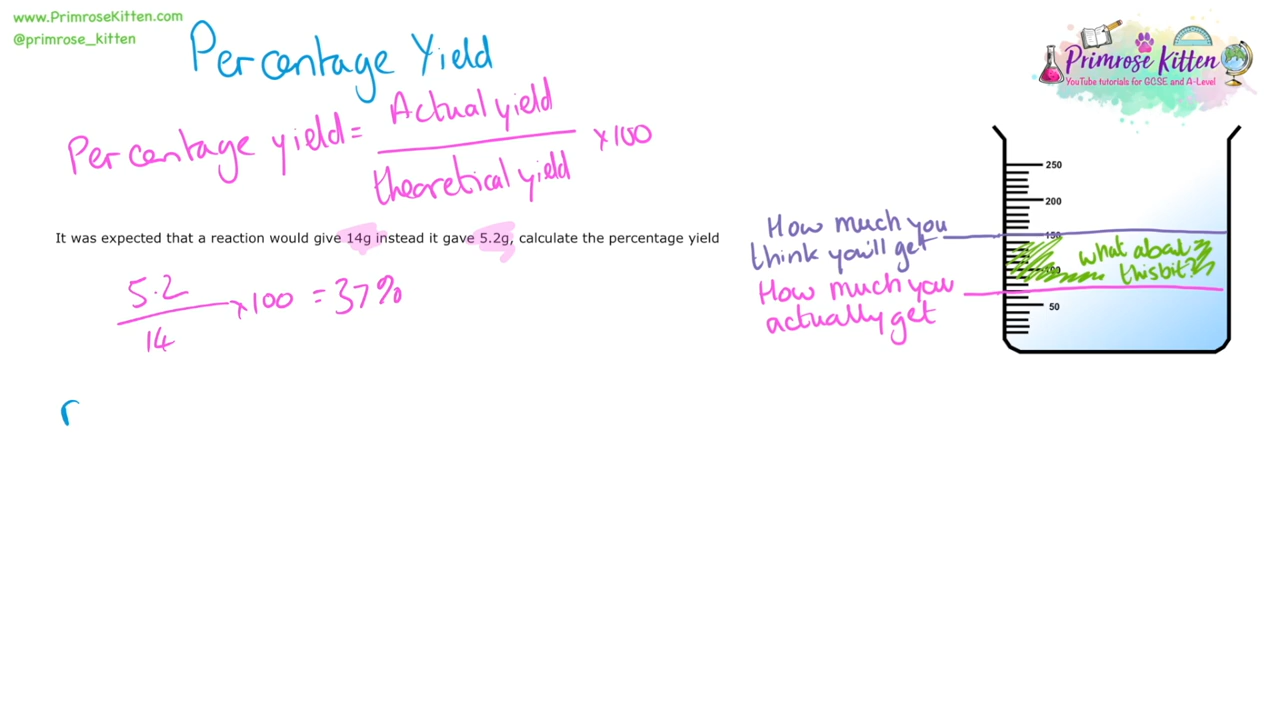 www.PrimroseKitten.com
@primrose_kitten
Percentage Yield
Primrose Kitten
YouTube tutorials for GCSE and A-Level
Percentage yield = Actual yield
theoretical yield
×100
It was expected that a reaction would give 14g instead it gave 5.2g, calculate the percentage yield
5.2
14
×100 = 37%
How much you
think you'll get
How much you
actually get
250
200
150
100
50
what about
this bit?